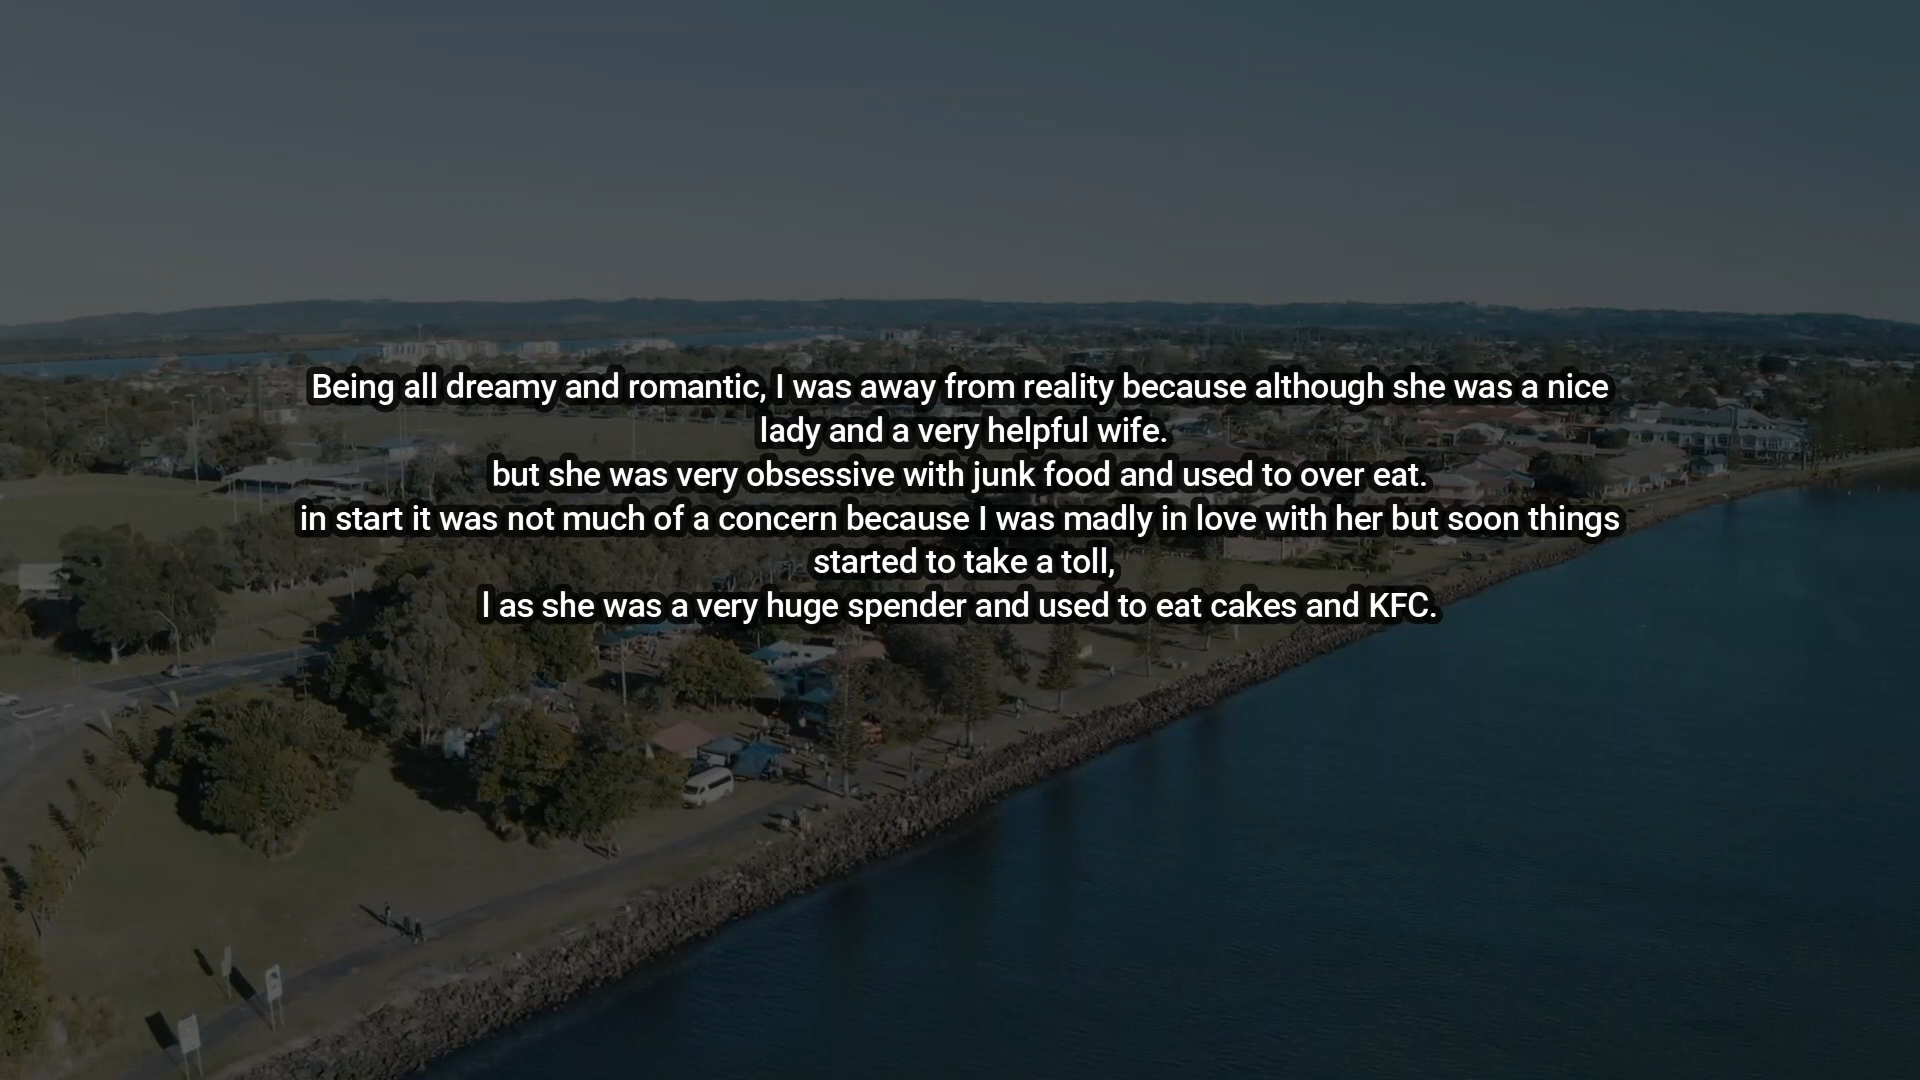 Being all dreamy and romantic, I was away from reality because although she was a nice
lady and a very helpful wife.
but she was very obsessive with junk food and used to over eat.
in start it was not much of a concern because I was madly in love with her but soon things
started to take a toll,
l as she was a very huge spender and used to eat cakes and KFC.